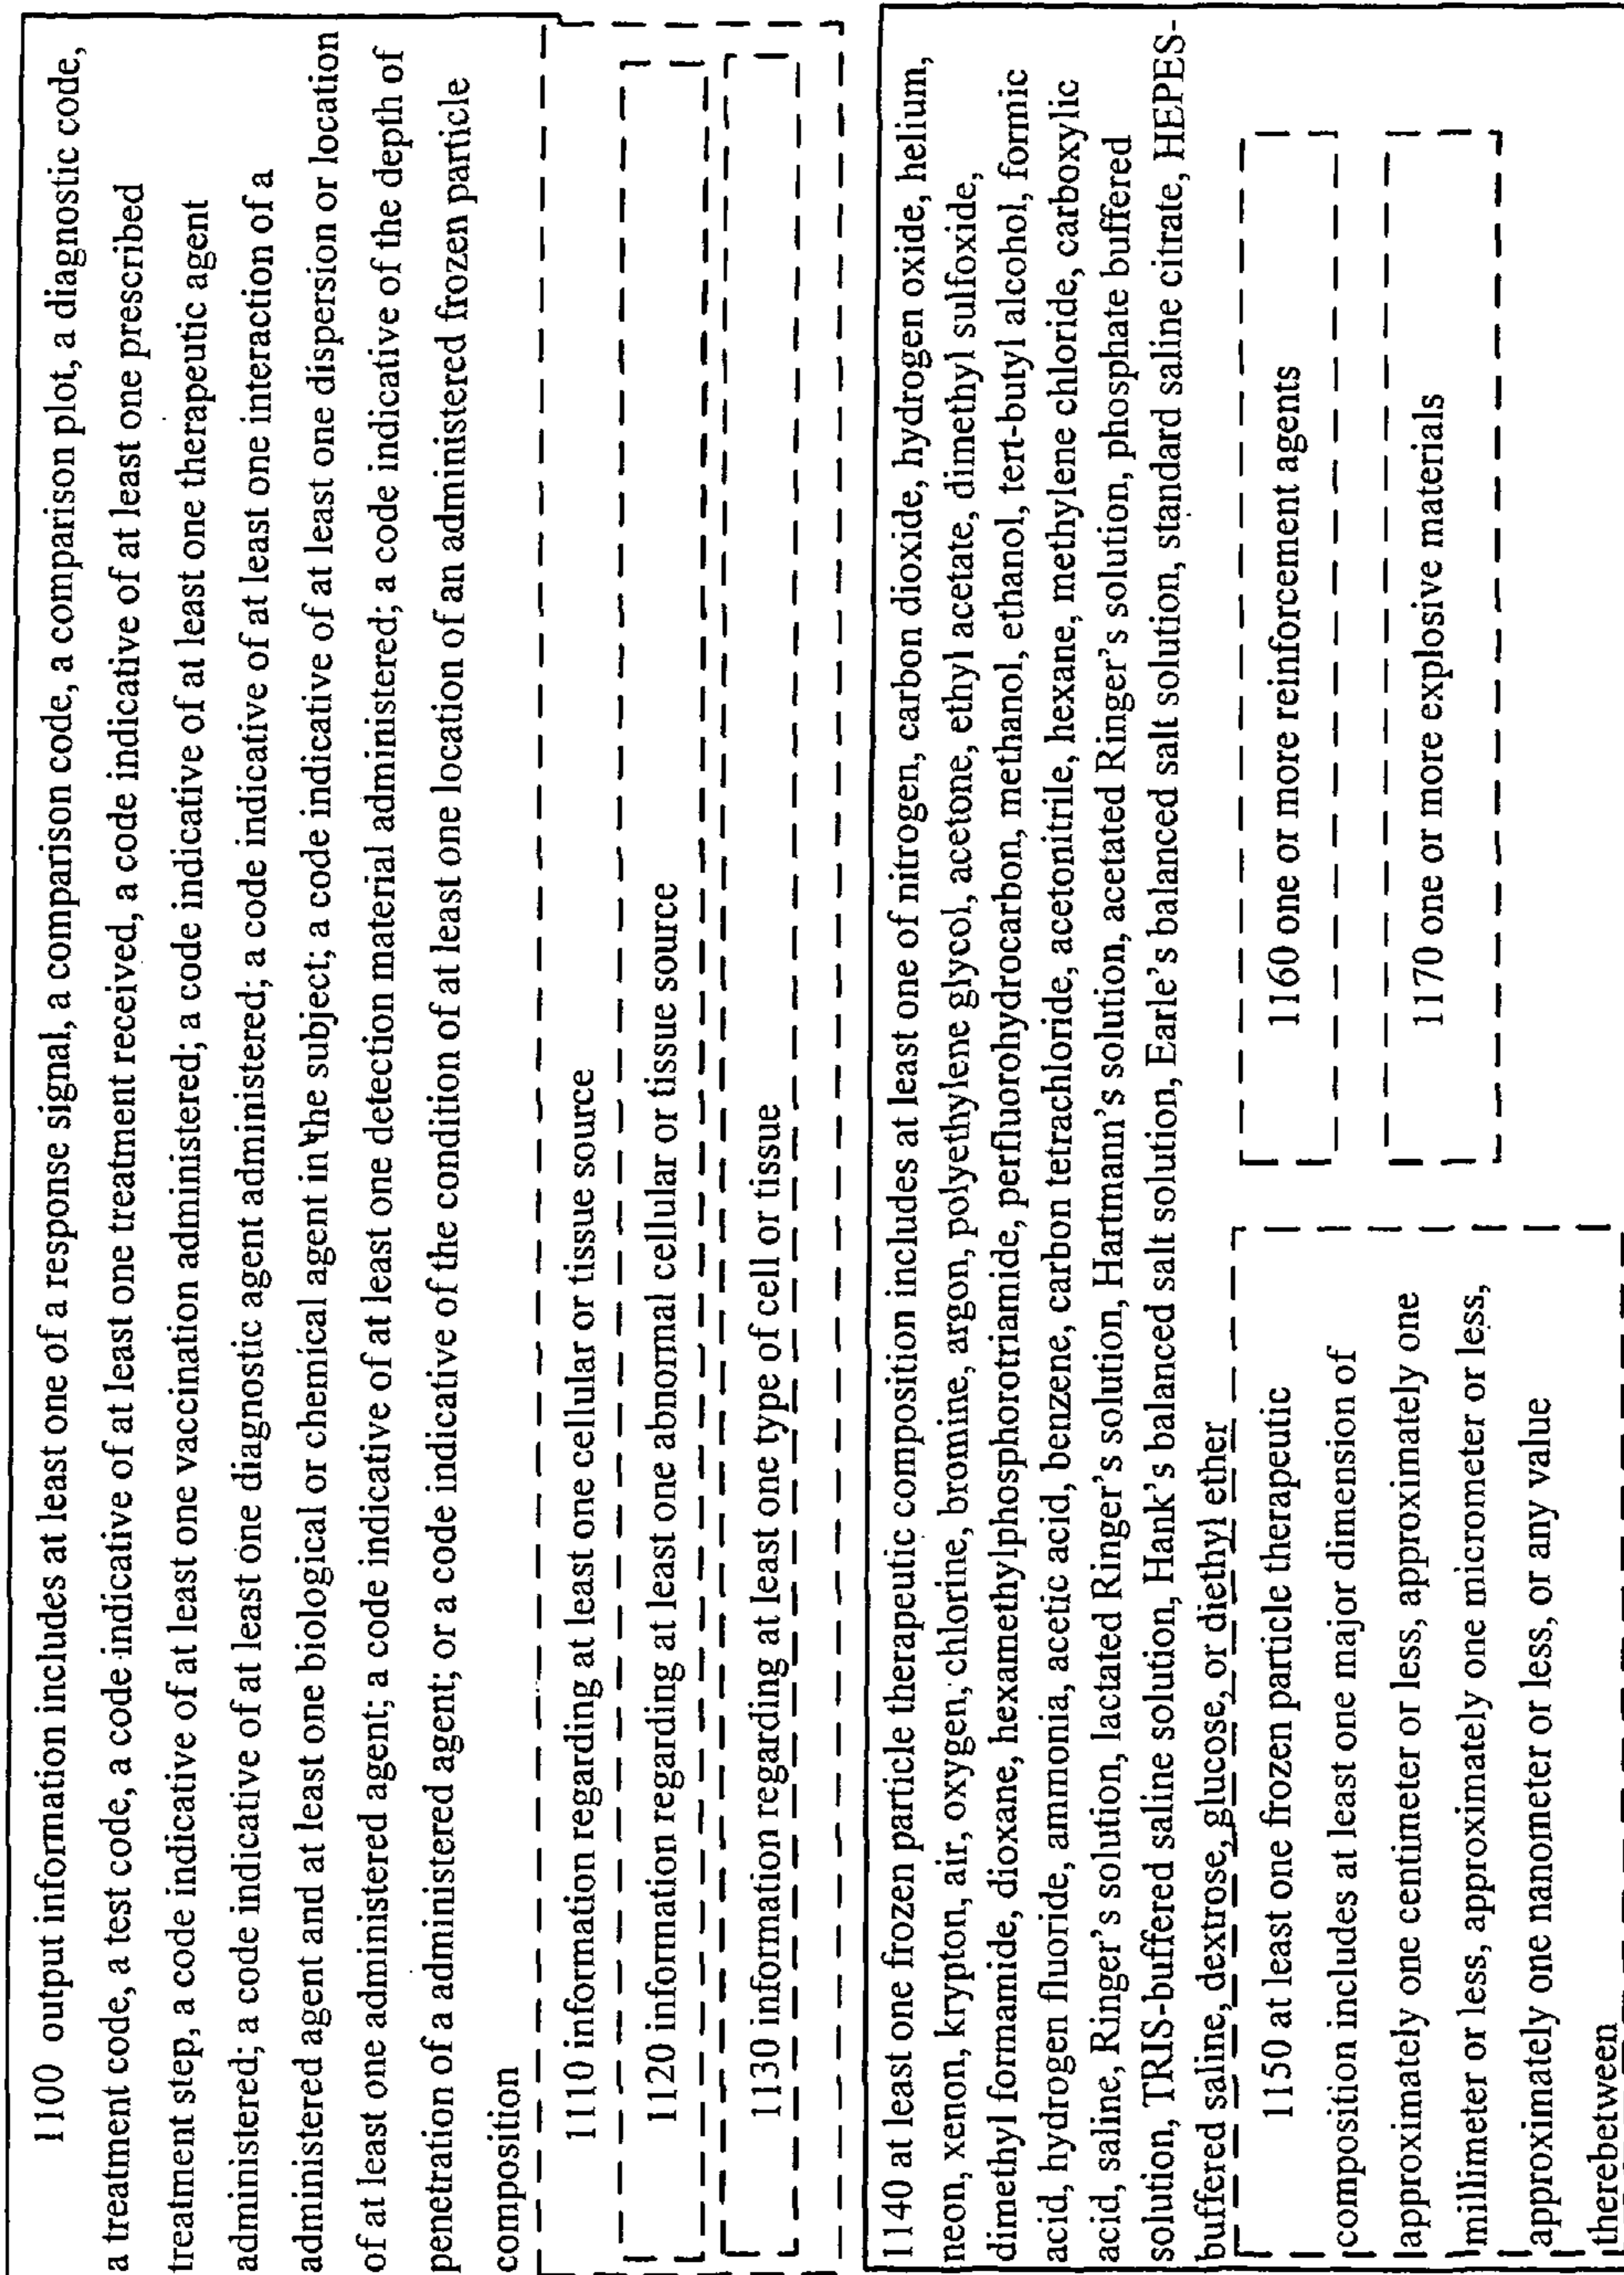 1100 output information includes at least one of a response signal, a comparison code, a comparison plot, a diagnostic code,
a treatment code, a test code, a code indicative of at least one treatment received, a code indicative of at least one prescribed
treatment step, a code indicative of at least one vaccination administered; a code indicative of at least one therapeutic agent
administered; a code indicative of at least one diagnostic agent administered; a code indicative of at least one interaction of a
administered agent and at least one biological or chemical agent in the subject; a code indicative of at least one dispersion or location
of at least one administered agent; a code indicative of at least one detection material administered; a code indicative of the depth of
penetration of a administered agent; or a code indicative of the condition of at least one location of an administered frozen particle
composition
1110 information regarding at least one cellular or tissue source
1120 information regarding at least one abnomal cellular or tissue source
1130 information regarding at least one type of cell or tissue
1140 at least one frozen particle therapeutic composition includes at least one of nitrogen, carbon dioxide, hydrogen oxide, helium,
neon, xenon, krypton, air, oxygen, chlorine, bromine, argon, polyethylene glycol, acetone, ethyl acetate, dimethyl sulfoxide,
dimethyl formamide, dioxane, hexamethylphosphorotriamide, perfluorohydrocarbon, methanol, ethanol, tert-butyl alcohol, formic
acid, hydrogen fluoride, ammonia, acetic acid, benzene, carbon tetrachloride, acetonitrile, hexane, methylene chloride, carboxylic
acid, saline, Ringer's solution, lactated Ringer's solution, Hartmann's solution, acetated Ringer's solution, phosphate buffered
solution, TRIS-buffered saline solution, Hank's balanced salt solution, Earle's balanced salt solution, standard saline citrate, HEPES-
buffered saline, dextrose, glucose, or diethyl ether
1150 at least one frozen particle therapeutic
composition includes at least one major dimension of
approximately one centimeter or less, approximately one
millimeter or less, approximately one micrometer or less,
approximately one nanometer or less, or any value
therebetween
1160 one or more reinforcement agents
1170 one or more explosive materials